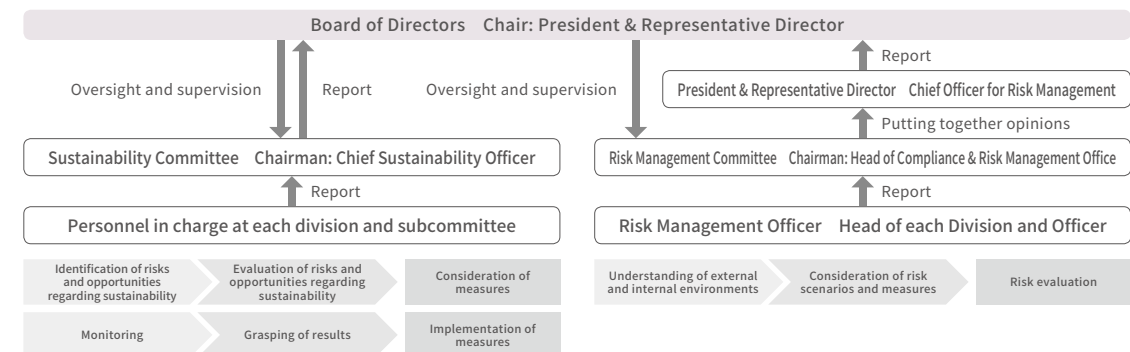 Board of Directors Chair: President & Representative Director
Oversight and supervision
Report
Oversight and supervision
Report
President & Representative Director Chief Officer for Risk Management
Putting together opinions
Sustainability Committee Chairman: Chief Sustainability Officer
Risk Management Committee Chairman: Head of Compliance & Risk Management Office
Report
Report
Personnel in charge at each division and subcommittee
Risk Management Officer Head of each Division and Officer
Identification of risks
and opportunities
regarding sustainability
Evaluation of risks and
opportunities regarding
sustainability
Consideration of
measures
Understanding of external
and internal environments
Consideration of risk
scenarios and measures
Risk evaluation
Monitoring
Grasping of results
Implementation of
measures